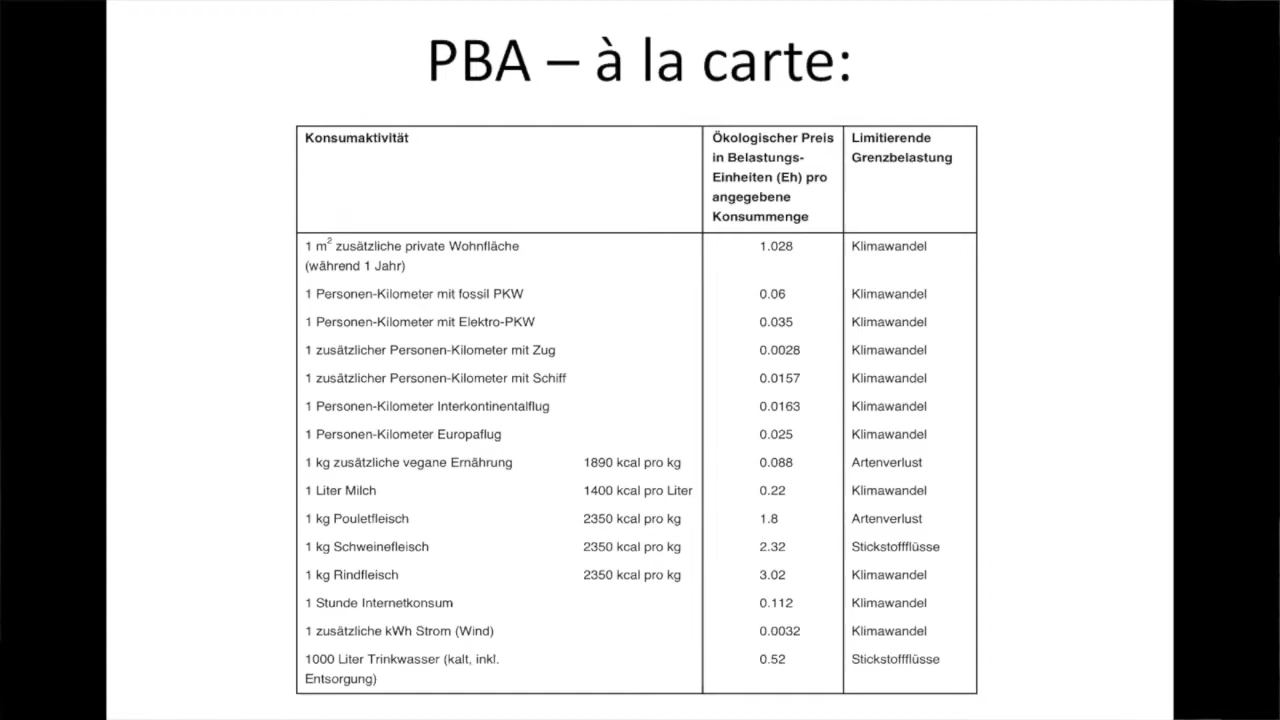 PBA – à la carte:
Konsumaktivität
Ökologischer Preis
in Belastungs-
Einheiten (Eh) pro
angegebene
Konsummenge
Limitierende
Grenzbelastung
1 m² zusätzliche private Wohnfläche 1.028 Klimawandel
(während 1 Jahr)
1 Personen-Kilometer mit fossil PKW 0.06 Klimawandel
1 Personen-Kilometer mit Elektro-PKW 0.035 Klimawandel
1 zusätzlicher Personen-Kilometer mit Zug 0.0028 Klimawandel
1 zusätzlicher Personen-Kilometer mit Schiff 0.0157 Klimawandel
1 Personen-Kilometer Interkontinentalflug 0.0163 Klimawandel
1 Personen-Kilometer Europaflug 0.025 Klimawandel
1 kg zusätzliche vegane Ernährung 1890 kcal pro kg 0.088 Artenverlust
1 Liter Milch 1400 kcal pro Liter 0.22 Klimawandel
1 kg Pouletfleisch 2350 kcal pro kg 1.8 Artenverlust
1 kg Schweinefleisch 2350 kcal pro kg 2.32 Stickstoffflüsse
1 kg Rindfleisch 2350 kcal pro kg 3.02 Klimawandel
1 Stunde Internetkonsum 0.112 Klimawandel
1 zusätzliche kWh Strom (Wind) 0.0032 Klimawandel
1000 Liter Trinkwasser (kalt, inkl. 0.52 Stickstoffflüsse
Entsorgung)